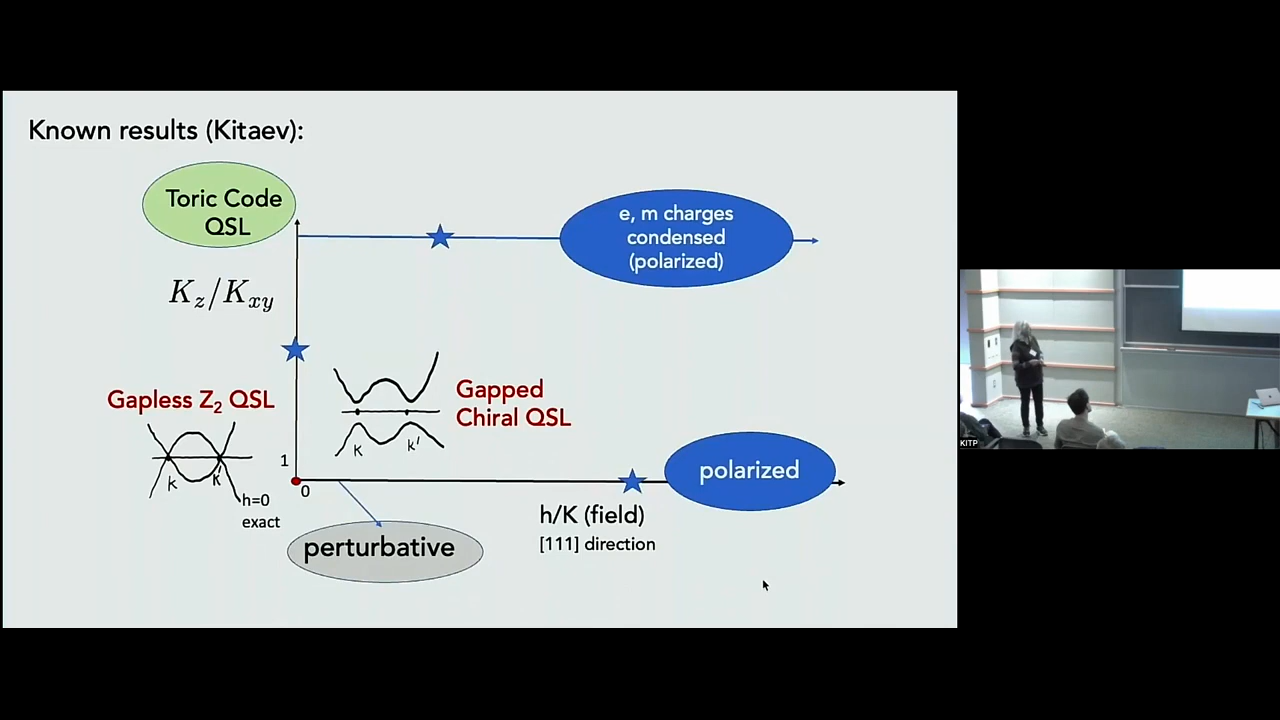 Known results (Kitaev):
Toric Code
QSL
e, m charges
condensed
(polarized)
K_z/K_xy
Gapless Z₂ QSL
Gapped
Chiral QSL
K
K'
K
K'
1
0
h=0
exact
polarized
h/K (field)
[111] direction
perturbative
KITP